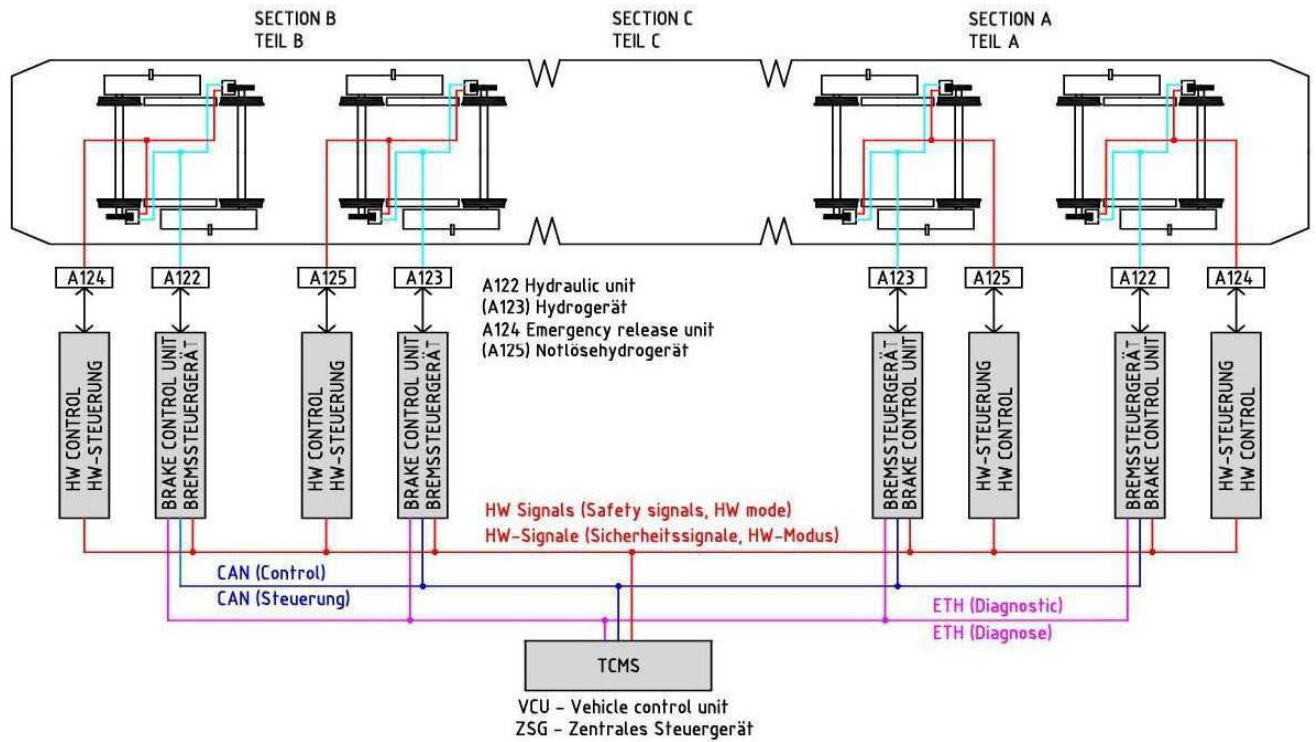 SECTION B
TEIL B
SECTION C
TEIL C
SECTION A
TEIL A
A124
A122
A125
A123
A122 Hydraulic unit
(A123) Hydrogerät
A124 Emergency release unit
(A125) Notlösehydrogerät
A123
A125
A122
A124
HW CONTROL
HW-STEUERUNG
BRAKE CONTROL UNIT
BREMSSTEUERGERÄT
HW CONTROL
HW-STEUERUNG
BRAKE CONTROL UNIT
BREMSSTEUERGERÄT
BREMSSTEUERGERÄT
BRAKE CONTROL UNIT
HW-STEUERUNG
HW CONTROL
BREMSSTEUERGERÄT
BRAKE CONTROL UNIT
HW-STEUERUNG
HW CONTROL
HW Signals (Safety signals, HW mode)
HW-Signale (Sicherheitssignale, HW-Modus)
CAN (Control)
CAN (Steuerung)
ETH (Diagnostic)
ETH (Diagnose)
TCMS
VCU - Vehicle control unit
ZSG - Zentrales Steuergerät